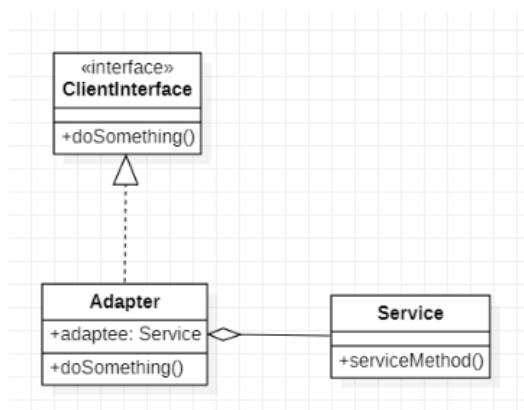 «interface»
ClientInterface
+doSomething()
Adapter
+adaptee: Service
+doSomething()
Service
+serviceMethod()